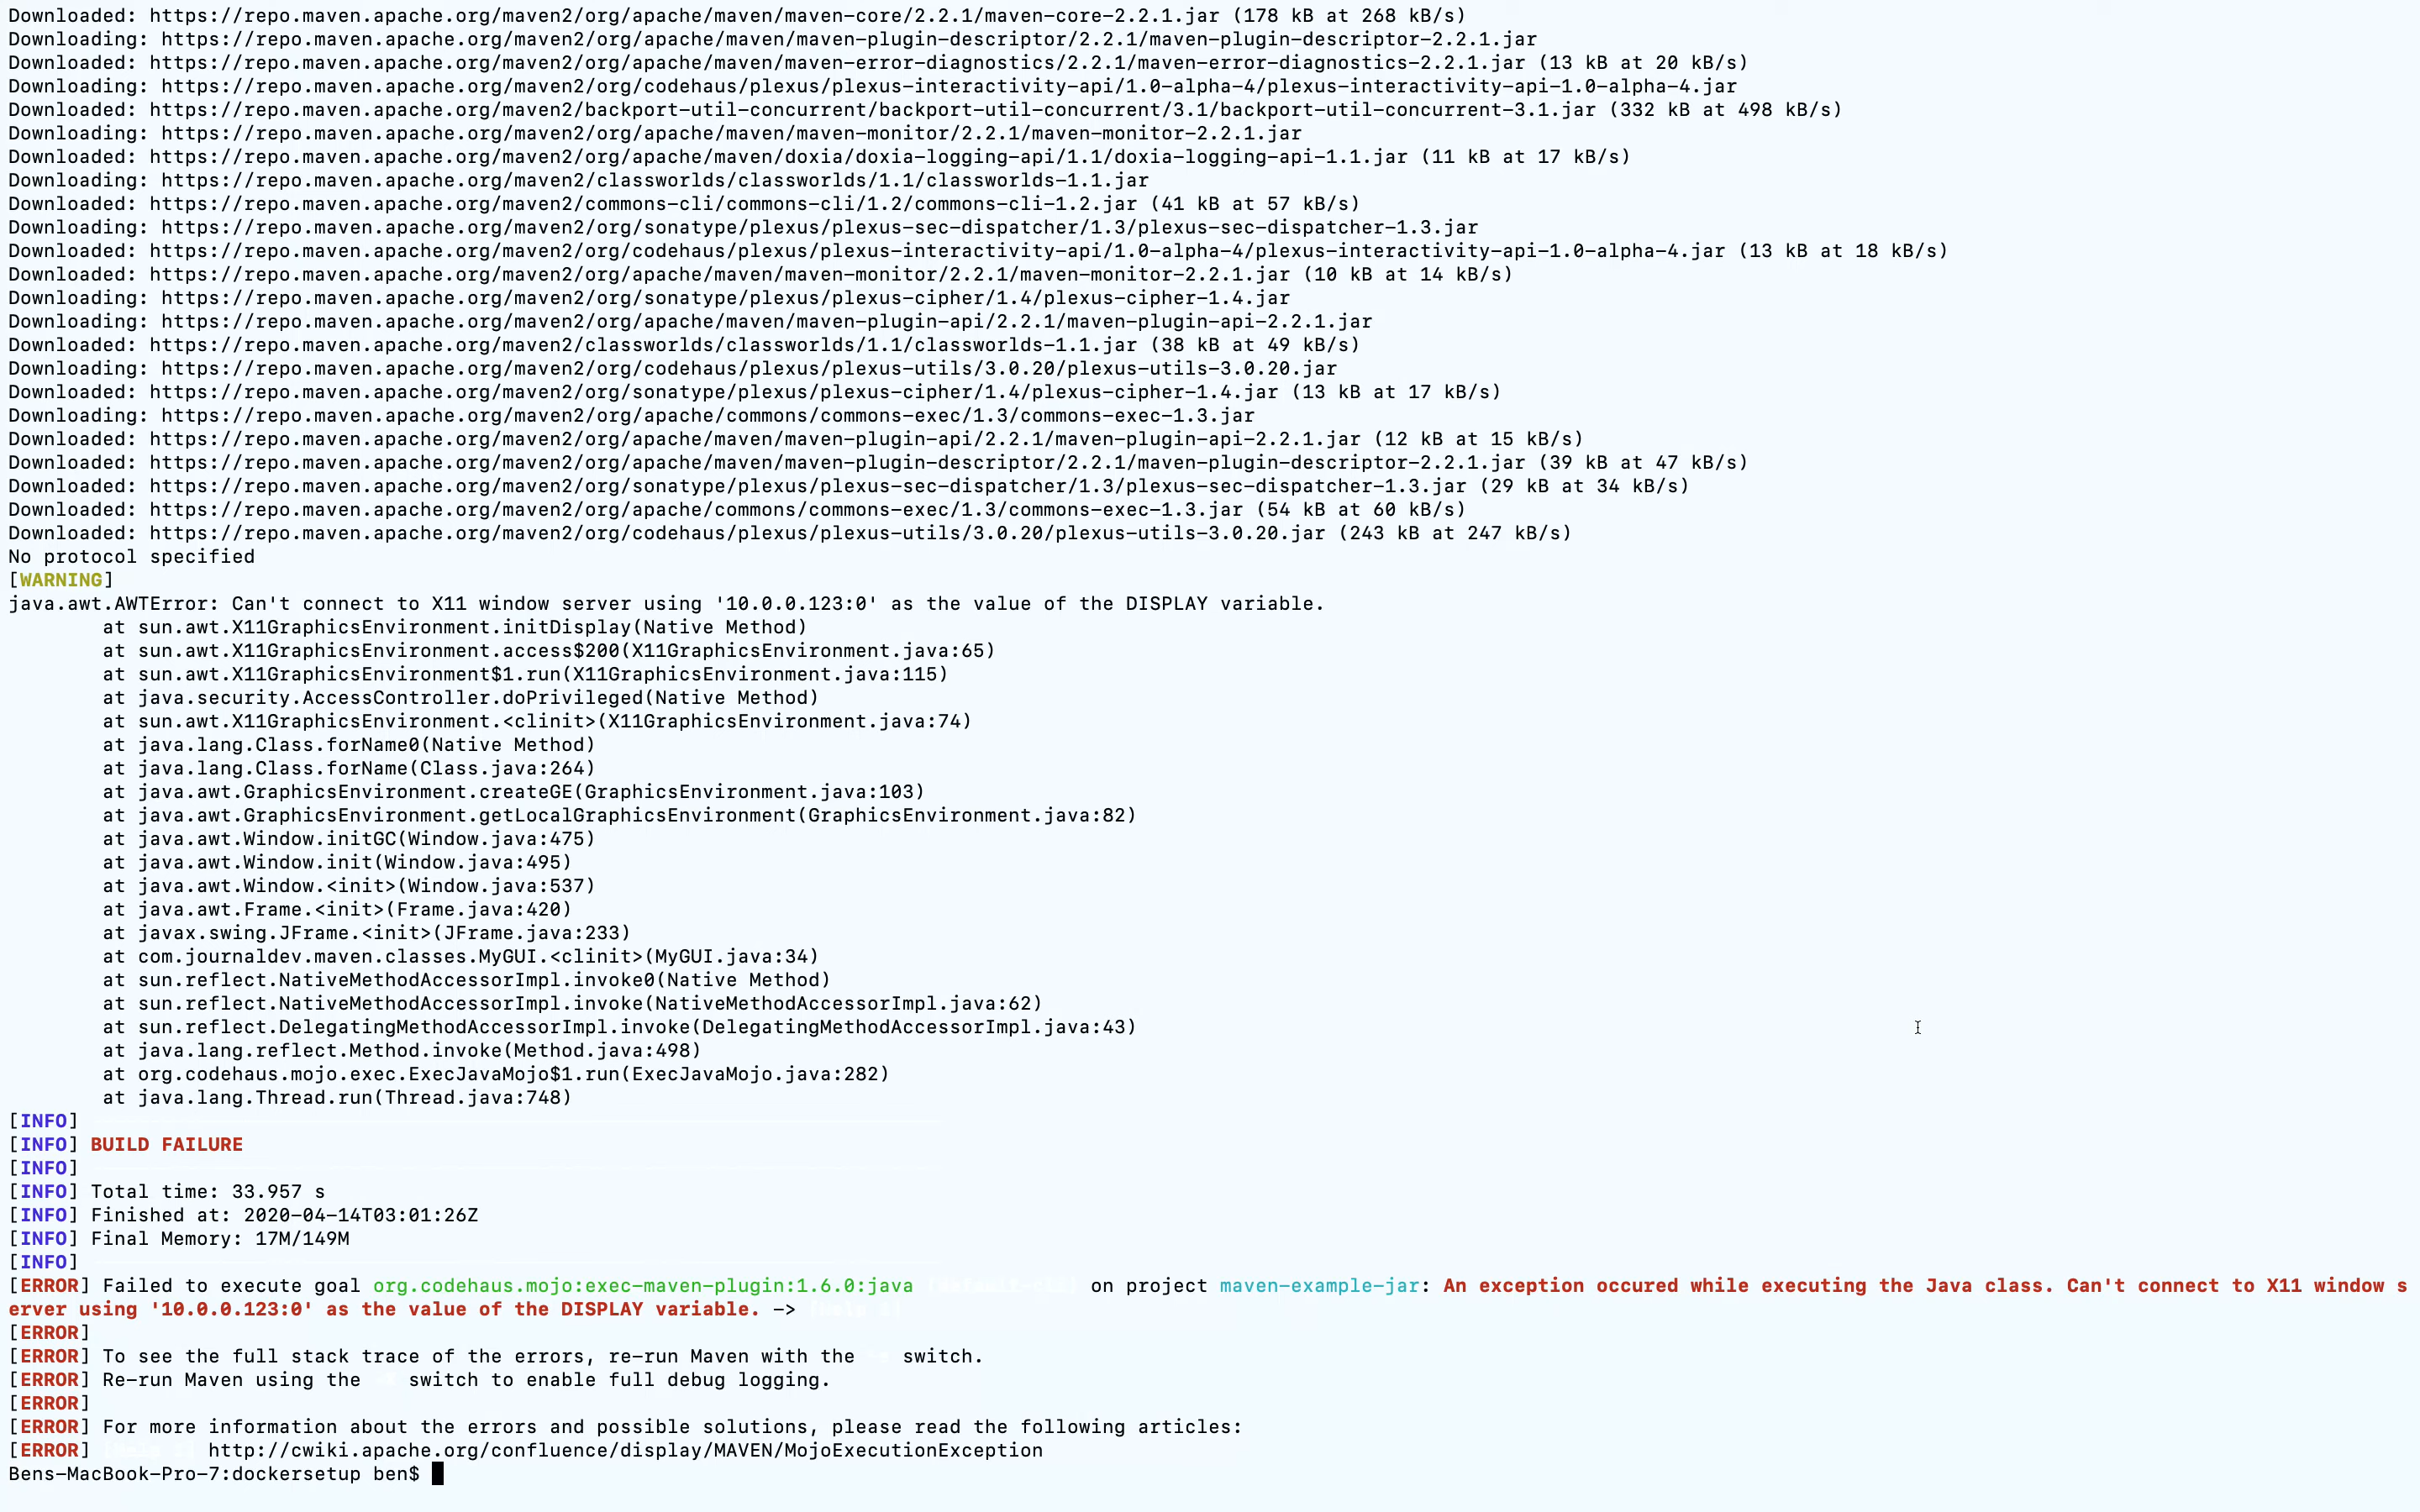 Downloaded: https://repo.maven.apache.org/maven2/org/apache/maven/maven-core/2.2.1/maven-core-2.2.1.jar (178 kB at 268 kB/s)
Downloading: https://repo.maven.apache.org/maven2/org/apache/maven/maven-plugin-descriptor/2.2.1/maven-plugin-descriptor-2.2.1.jar
Downloaded: https://repo.maven.apache.org/maven2/org/apache/maven/maven-error-diagnostics/2.2.1/maven-error-diagnostics-2.2.1.jar (13 kB at 20 kB/s)
Downloading: https://repo.maven.apache.org/maven2/org/codehaus/plexus/plexus-interactivity-api/1.0-alpha-4/plexus-interactivity-api-1.0-alpha-4.jar
Downloaded: https://repo.maven.apache.org/maven2/backport-util-concurrent/backport-util-concurrent/3.1/backport-util-concurrent-3.1.jar (332 kB at 498 kB/s)
Downloading: https://repo.maven.apache.org/maven2/org/apache/maven/maven-monitor/2.2.1/maven-monitor-2.2.1.jar
Downloaded: https://repo.maven.apache.org/maven2/org/apache/maven/doxia/doxia-logging-api/1.1/doxia-logging-api-1.1.jar (11 kB at 17 kB/s)
Downloading: https://repo.maven.apache.org/maven2/classworlds/classworlds/1.1/classworlds-1.1.jar
Downloaded: https://repo.maven.apache.org/maven2/commons-cli/commons-cli/1.2/commons-cli-1.2.jar (41 kB at 57 kB/s)
Downloading: https://repo.maven.apache.org/maven2/org/sonatype/plexus/plexus-sec-dispatcher/1.3/plexus-sec-dispatcher-1.3.jar
Downloaded: https://repo.maven.apache.org/maven2/org/codehaus/plexus/plexus-interactivity-api/1.0-alpha-4/plexus-interactivity-api-1.0-alpha-4.jar (13 kB at 18 kB/s)
Downloaded: https://repo.maven.apache.org/maven2/org/apache/maven/maven-monitor/2.2.1/maven-monitor-2.2.1.jar (10 kB at 14 kB/s)
Downloading: https://repo.maven.apache.org/maven2/org/sonatype/plexus/plexus-cipher/1.4/plexus-cipher-1.4.jar
Downloading: https://repo.maven.apache.org/maven2/org/apache/maven/maven-plugin-api/2.2.1/maven-plugin-api-2.2.1.jar
Downloaded: https://repo.maven.apache.org/maven2/classworlds/classworlds/1.1/classworlds-1.1.jar (38 kB at 49 kB/s)
Downloading: https://repo.maven.apache.org/maven2/org/codehaus/plexus/plexus-utils/3.0.20/plexus-utils-3.0.20.jar
Downloaded: https://repo.maven.apache.org/maven2/org/sonatype/plexus/plexus-cipher/1.4/plexus-cipher-1.4.jar (13 kB at 17 kB/s)
Downloading: https://repo.maven.apache.org/maven2/org/apache/commons/commons-exec/1.3/commons-exec-1.3.jar
Downloaded: https://repo.maven.apache.org/maven2/org/apache/maven/maven-plugin-api/2.2.1/maven-plugin-api-2.2.1.jar (12 kB at 15 kB/s)
Downloaded: https://repo.maven.apache.org/maven2/org/apache/maven/maven-plugin-descriptor/2.2.1/maven-plugin-descriptor-2.2.1.jar (39 kB at 47 kB/s)
Downloaded: https://repo.maven.apache.org/maven2/org/sonatype/plexus/plexus-sec-dispatcher/1.3/plexus-sec-dispatcher-1.3.jar (29 kB at 34 kB/s)
Downloaded: https://repo.maven.apache.org/maven2/org/apache/commons/commons-exec/1.3/commons-exec-1.3.jar (54 kB at 60 kB/s)
Downloaded: https://repo.maven.apache.org/maven2/org/codehaus/plexus/plexus-utils/3.0.20/plexus-utils-3.0.20.jar (243 kB at 247 kB/s)
No protocol specified
[WARNING]
java.awt.AWTError: Can't connect to X11 window server using '10.0.0.123:0' as the value of the DISPLAY variable.
at sun.awt.X11GraphicsEnvironment.initDisplay(Native Method)
at sun.awt.X11GraphicsEnvironment.access$200(X11GraphicsEnvironment.java:65)
at sun.awt.X11GraphicsEnvironment$1.run(X11GraphicsEnvironment.java:115)
at java.security.AccessController.doPrivileged(Native Method)
at sun.awt.X11GraphicsEnvironment.<clinit>(X11GraphicsEnvironment.java:74)
at java.lang.Class.forName0(Native Method)
at java.lang.Class.forName(Class.java:264)
at java.awt.GraphicsEnvironment.createGE(GraphicsEnvironment.java:103)
at java.awt.GraphicsEnvironment.getLocalGraphicsEnvironment(GraphicsEnvironment.java:82)
at java.awt.Window.initGC(Window.java:475)
at java.awt.Window.init(Window.java:495)
at java.awt.Window.<init>(Window.java:537)
at java.awt.Frame.<init>(Frame.java:420)
at javax.swing.JFrame.<init>(JFrame.java:233)
at com.journaldev.maven.classes.MyGUI.<clinit>(MyGUI.java:34)
at sun.reflect.NativeMethodAccessorImpl.invoke0(Native Method)
at sun.reflect.NativeMethodAccessorImpl.invoke(NativeMethodAccessorImpl.java:62)
at sun.reflect.DelegatingMethodAccessorImpl.invoke(DelegatingMethodAccessorImpl.java:43)
at java.lang.reflect.Method.invoke(Method.java:498)
at org.codehaus.mojo.exec.ExecJavaMojo$1.run(ExecJavaMojo.java:282)
at java.lang.Thread.run(Thread.java:748)
[INFO]
[INFO] BUILD FAILURE
[INFO]
[INFO] Total time: 33.957 s
[INFO] Finished at: 2020-04-14T03:01:26Z
[INFO] Final Memory: 17M/149M
[INFO]
[ERROR] Failed to execute goal org.codehaus.mojo:exec-maven-plugin:1.6.0:java on project maven-example-jar: An exception occured while executing the Java class. Can't connect to X11 window s
erver using '10.0.0.123:0' as the value of the DISPLAY variable. ->
[ERROR]
[ERROR] To see the full stack trace of the errors, re-run Maven with the switch.
[ERROR] Re-run Maven using the switch to enable full debug logging.
[ERROR]
[ERROR] For more information about the errors and possible solutions, please read the following articles:
[ERROR] http://cwiki.apache.org/confluence/display/MAVEN/MojoExecutionException
Bens-MacBook-Pro-7:dockersetup ben$